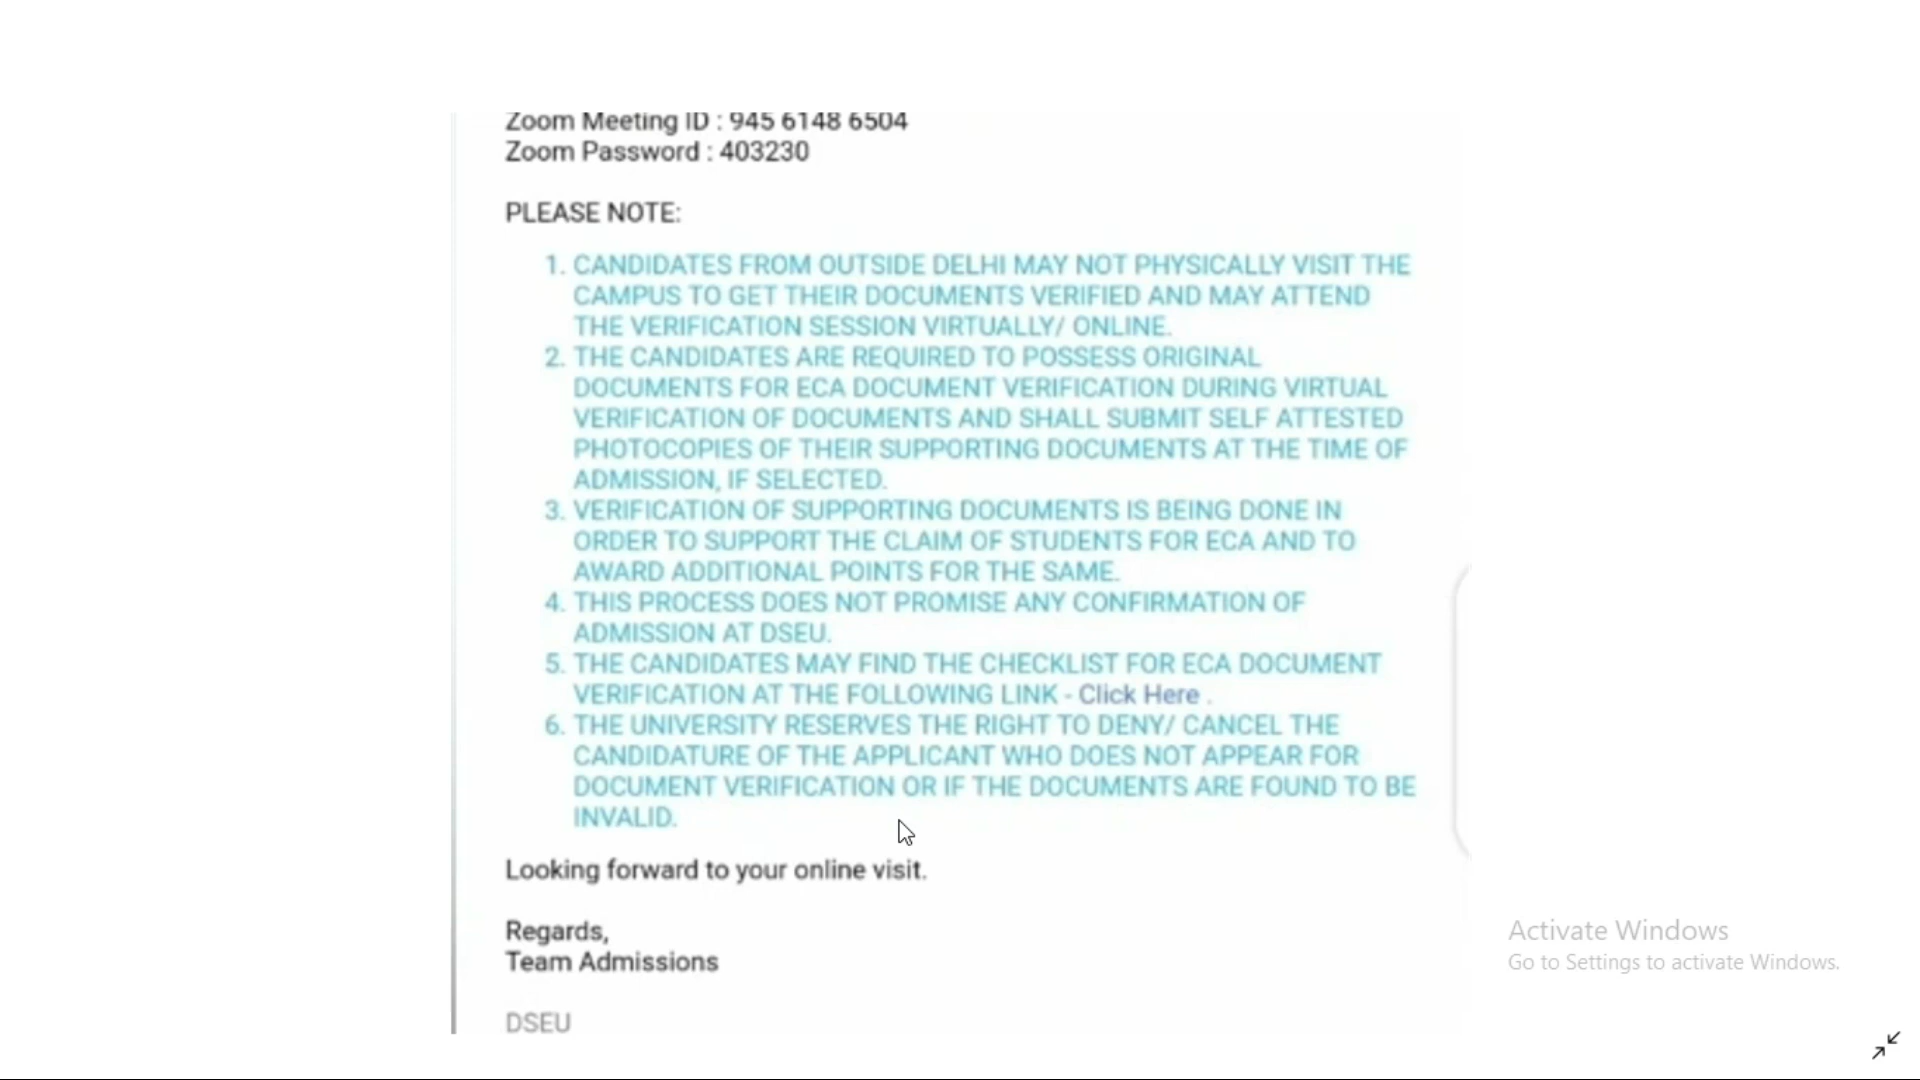 Zoom Meeting ID : 945 6148 6504
Zoom Password : 403230
PLEASE NOTE:
1. CANDIDATES FROM OUTSIDE DELHI MAY NOT PHYSICALLY VISIT THE
CAMPUS TO GET THEIR DOCUMENTS VERIFIED AND MAY ATTEND
THE VERIFICATION SESSION VIRTUALLY/ ONLINE.
2. THE CANDIDATES ARE REQUIRED TO POSSESS ORIGINAL
DOCUMENTS FOR ECA DOCUMENT VERIFICATION DURING VIRTUAL
VERIFICATION OF DOCUMENTS AND SHALL SUBMIT SELF ATTESTED
PHOTOCOPIES OF THEIR SUPPORTING DOCUMENTS AT THE TIME OF
ADMISSION, IF SELECTED.
3. VERIFICATION OF SUPPORTING DOCUMENTS IS BEING DONE IN
ORDER TO SUPPORT THE CLAIM OF STUDENTS FOR ECA AND TO
AWARD ADDITIONAL POINTS FOR THE SAME.
4. THIS PROCESS DOES NOT PROMISE ANY CONFIRMATION OF
ADMISSION AT DSEU.
5. THE CANDIDATES MAY FIND THE CHECKLIST FOR ECA DOCUMENT
VERIFICATION AT THE FOLLOWING LINK - Click Here .
6. THE UNIVERSITY RESERVES THE RIGHT TO DENY/ CANCEL THE
CANDIDATURE OF THE APPLICANT WHO DOES NOT APPEAR FOR
DOCUMENT VERIFICATION OR IF THE DOCUMENTS ARE FOUND TO BE
INVALID.
Looking forward to your online visit.
Regards,
Team Admissions
DSEU
Activate Windows
Go to Settings to activate Windows.